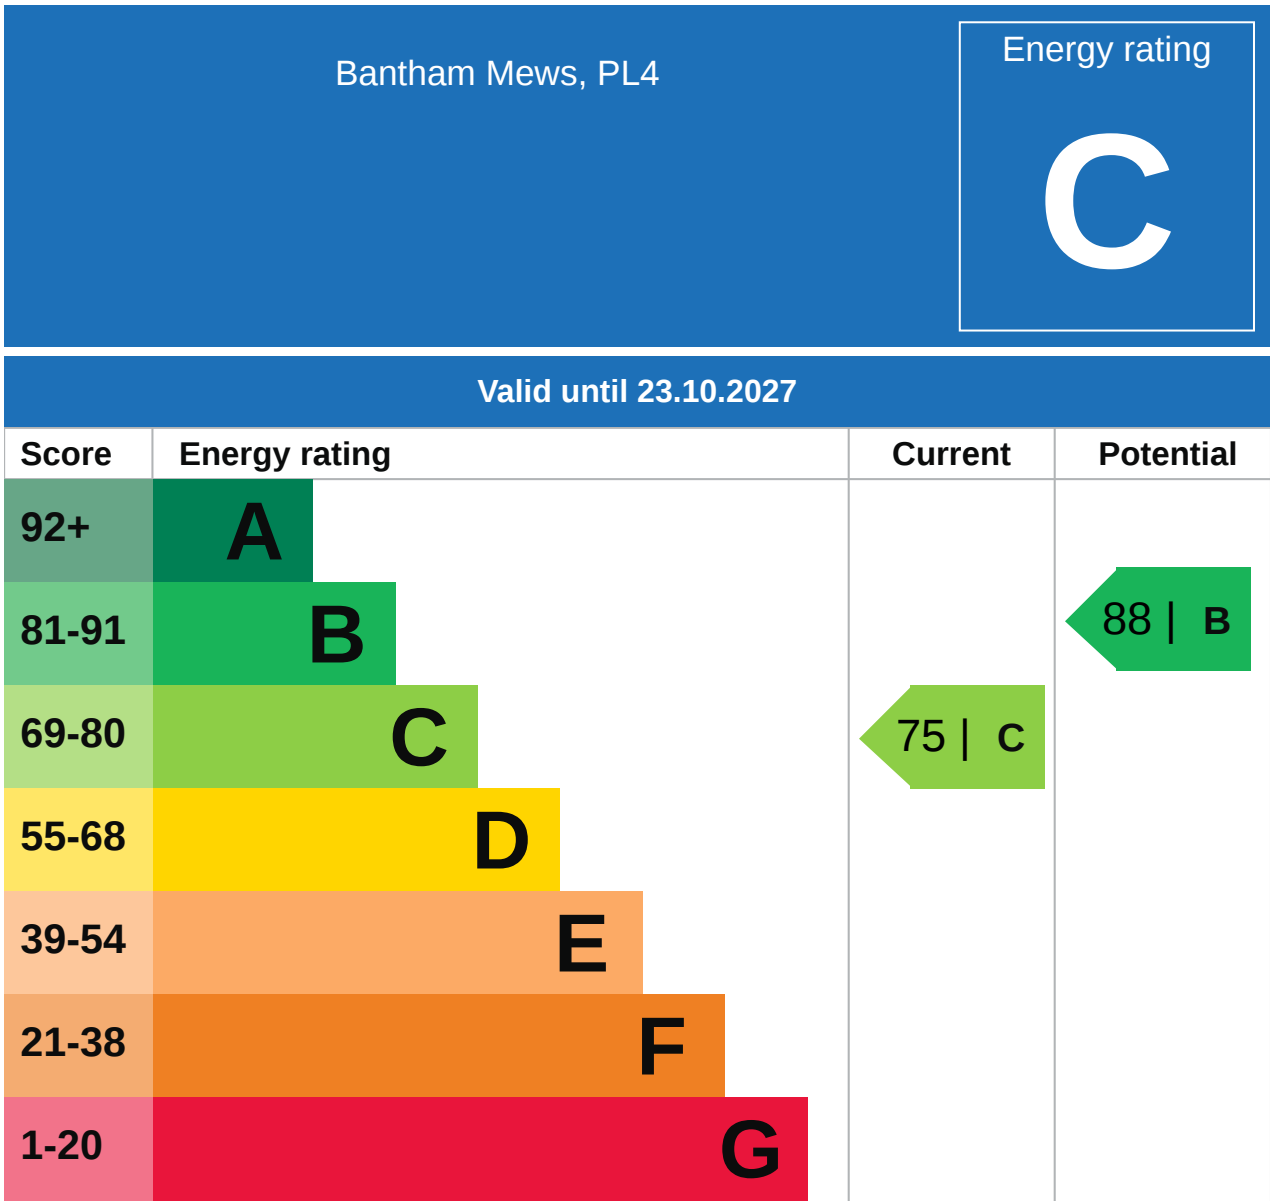 Bantham Mews, PL4
Energy rating
C
Valid until 23.10.2027
Score Energy rating Current Potential
92+ A
81-91 B 88 | B
69-80 C 75 | C
55-68 D
39-54 E
21-38 F
1-20 G